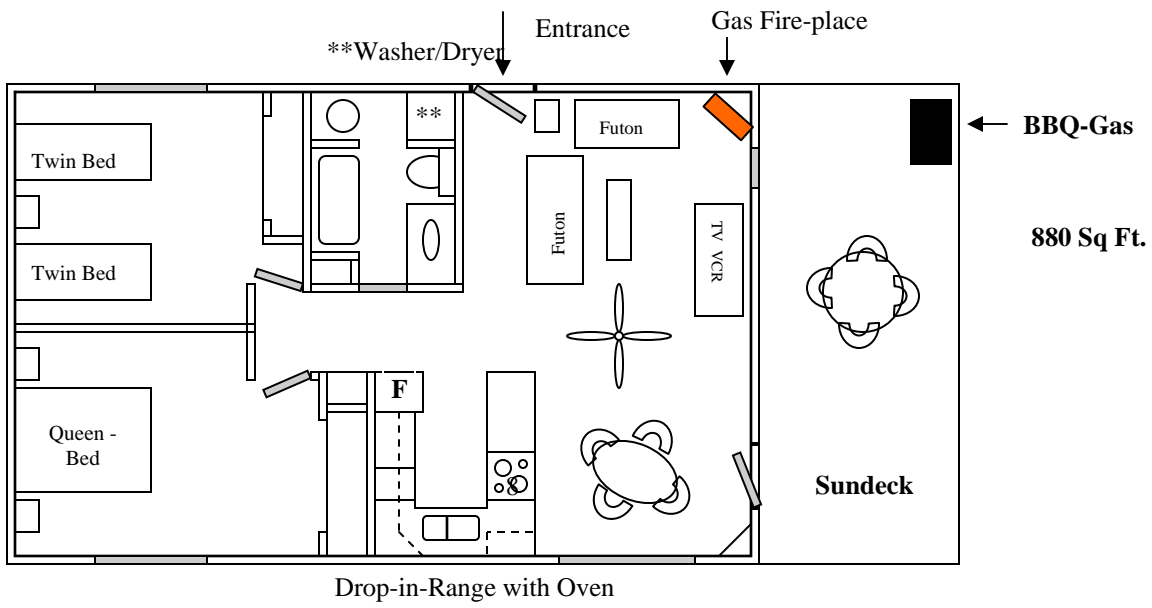 Entrance
Gas Fire-place
**Washer/Dryer
**
Futon
BBQ-Gas
Twin Bed
Futon
TV VCR
880 Sq Ft.
Twin Bed
F
Queen -
Bed
8
Sundeck
Drop-in-Range with Oven